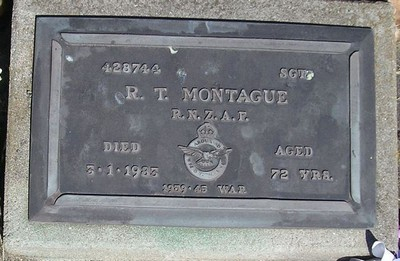 428744 SGT.
R. T. MONTAGUE
R.N.Z.A.F.
DIED AGED
3·1·1983 72 YRS.
1939-45 WAR